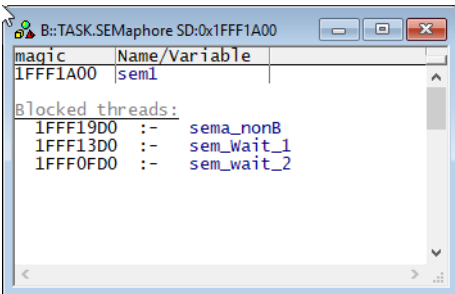 B::TASK.SEMaphore SD:0x1FFF1A00
magic Name/Variable
1FFF1A00 sem1
Blocked threads:
1FFF19D0 :- sema_nonB
1FFF13D0 :- sem_Wait_1
1FFF0FD0 :- sem_wait_2